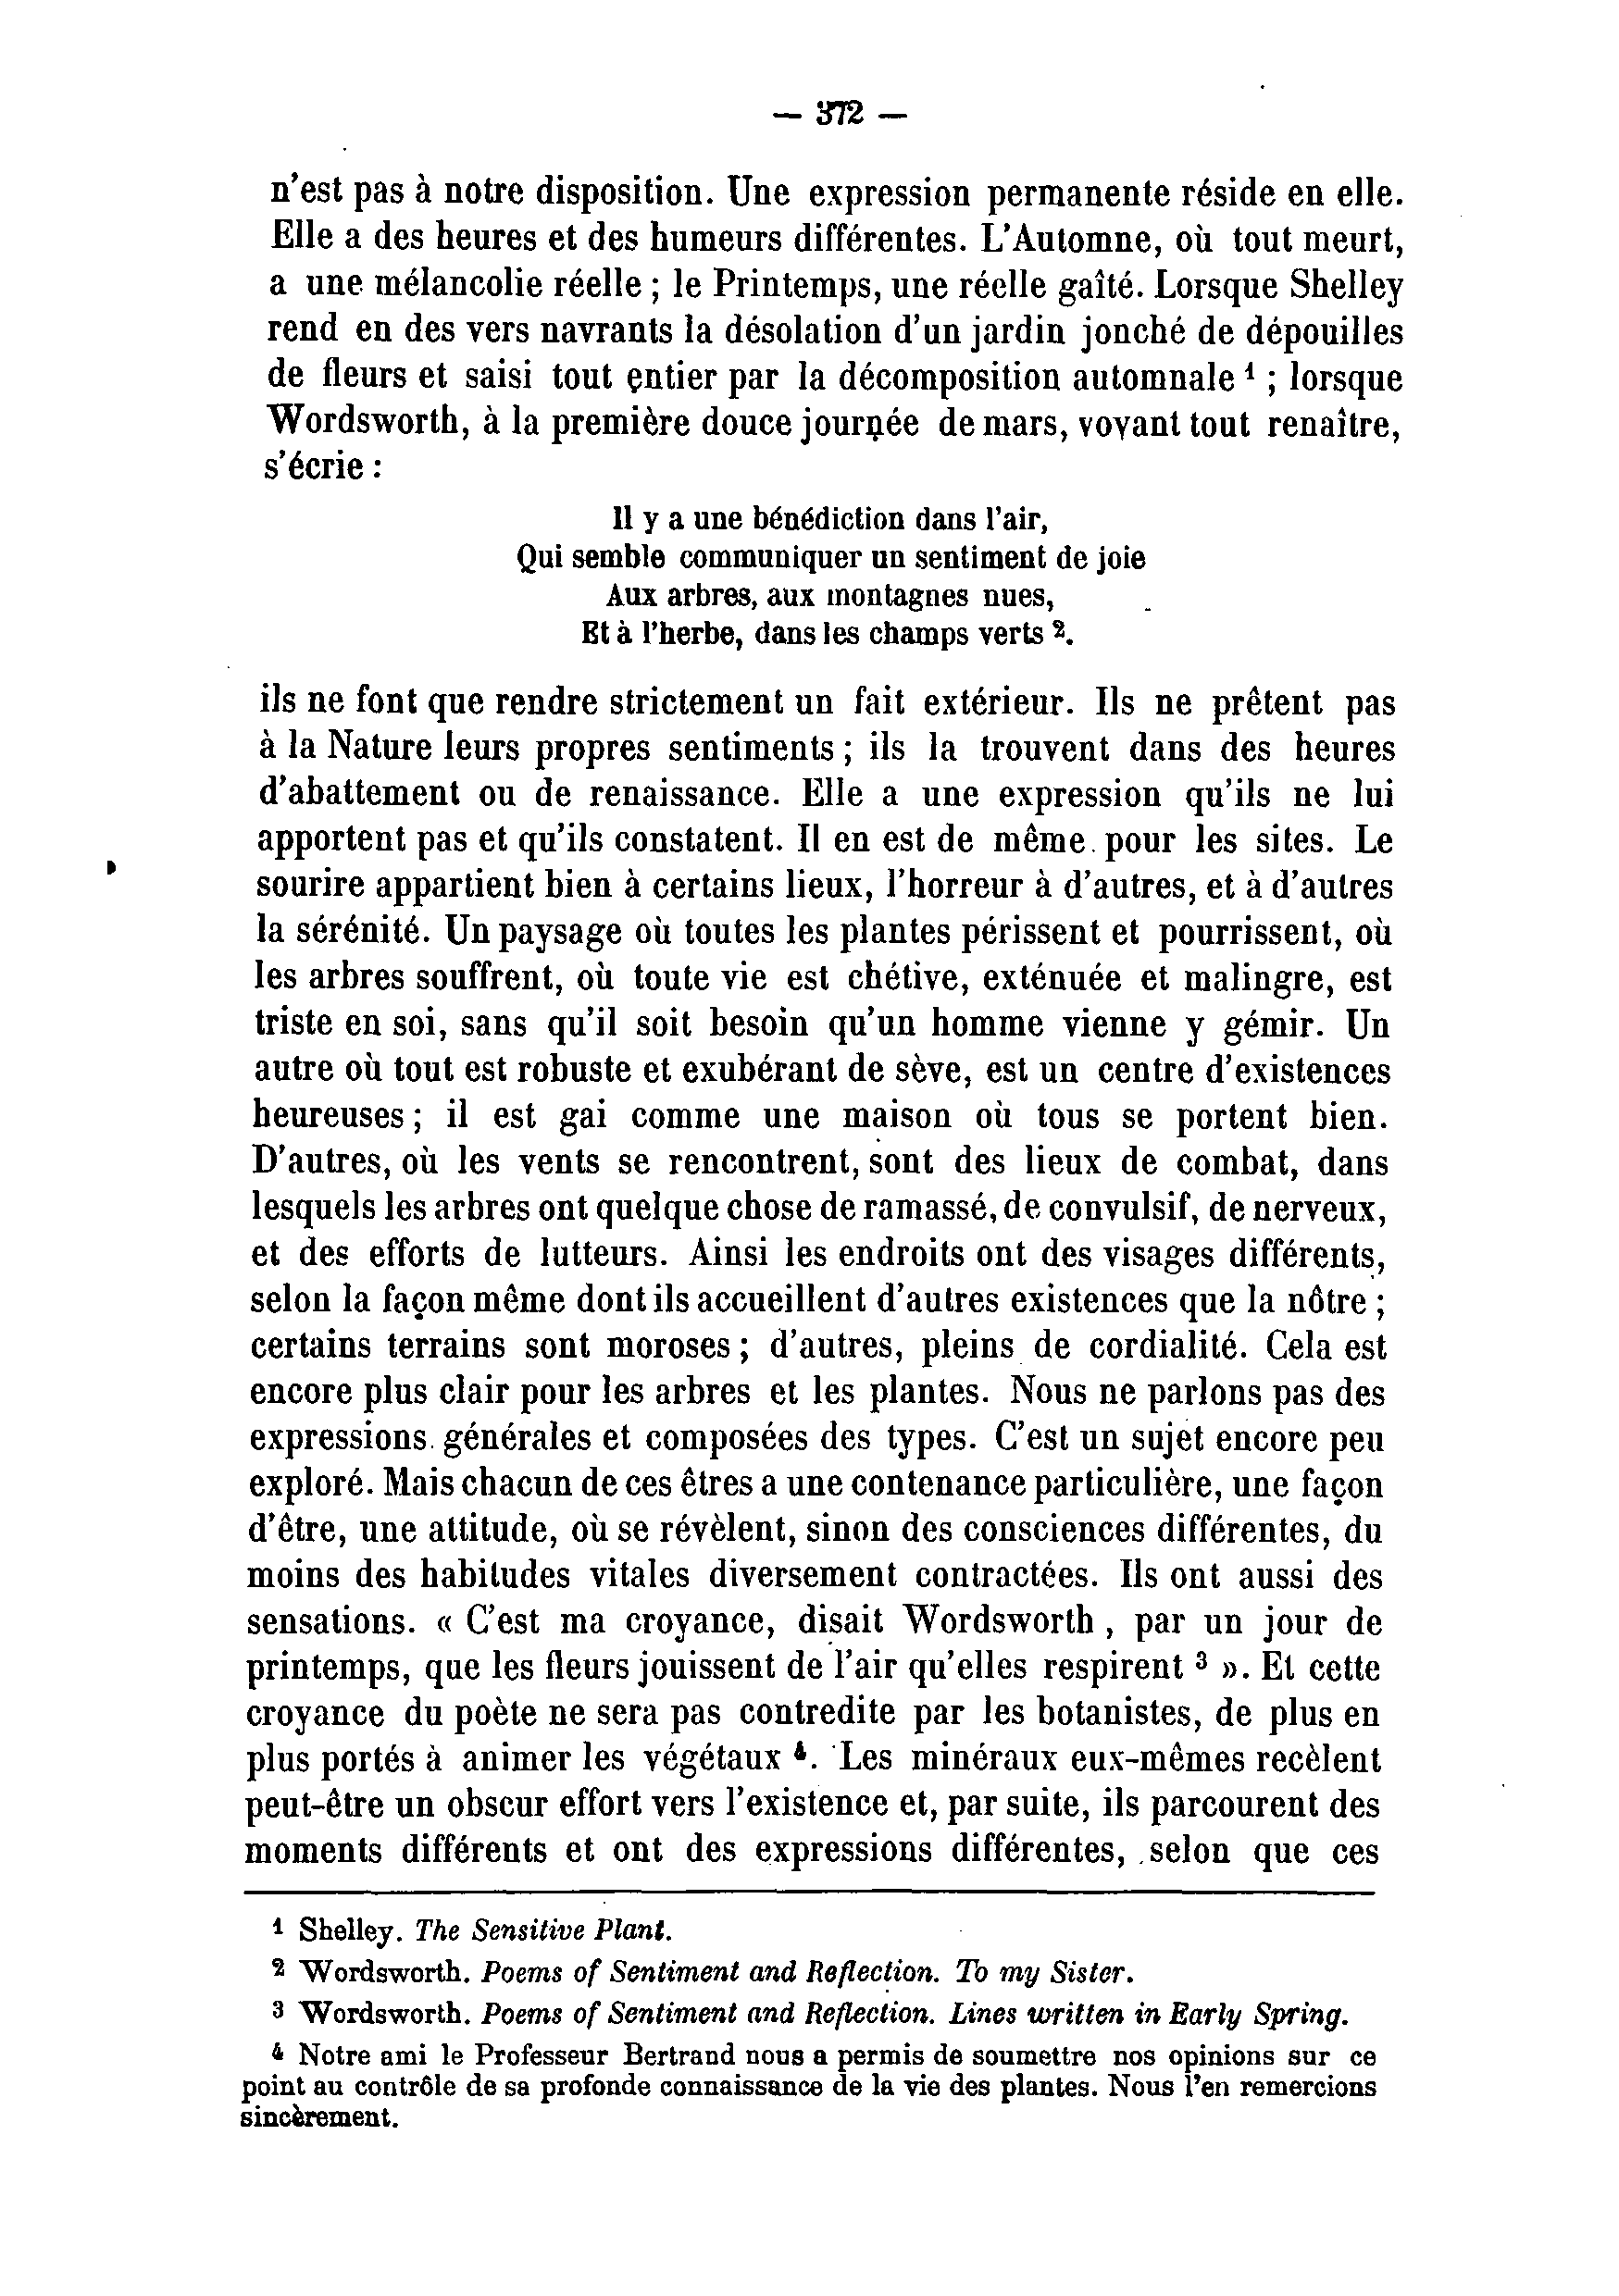 — 372 —
n'est pas à notre disposition. Une expression permanente réside en elle.
Elle a des heures et des humeurs différentes. L'Automne, où tout meurt,
a une mélancolie réelle ; le Printemps, une réelle gaîté. Lorsque Shelley
rend en des vers navrants la désolation d'un jardin jonché de dépouilles
de fleurs et saisi tout entier par la décomposition automnale ¹ ; lorsque
Wordsworth, à la première douce journée de mars, voyant tout renaître,
s'écrie :
Il y a une bénédiction dans l'air,
Qui semble communiquer un sentiment de joie
Aux arbres, aux montagnes nues,
Et à l'herbe, dans les champs verts ².
ils ne font que rendre strictement un fait extérieur. Ils ne prêtent pas
à la Nature leurs propres sentiments ; ils la trouvent dans des heures
d'abattement ou de renaissance. Elle a une expression qu'ils ne lui
apportent pas et qu'ils constatent. Il en est de même pour les sites. Le
sourire appartient bien à certains lieux, l'horreur à d'autres, et à d'autres
la sérénité. Un paysage où toutes les plantes périssent et pourrissent, où
les arbres souffrent, où toute vie est chétive, exténuée et malingre, est
triste en soi, sans qu'il soit besoin qu'un homme vienne y gémir. Un
autre où tout est robuste et exubérant de sève, est un centre d'existences
heureuses ; il est gai comme une maison où tous se portent bien.
D'autres, où les vents se rencontrent, sont des lieux de combat, dans
lesquels les arbres ont quelque chose de ramassé, de convulsif, de nerveux,
et des efforts de lutteurs. Ainsi les endroits ont des visages différents,
selon la façon même dont ils accueillent d'autres existences que la nôtre ;
certains terrains sont moroses ; d'autres, pleins de cordialité. Cela est
encore plus clair pour les arbres et les plantes. Nous ne parlons pas des
expressions générales et composées des types. C'est un sujet encore peu
exploré. Mais chacun de ces êtres a une contenance particulière, une façon
d'être, une attitude, où se révèlent, sinon des consciences différentes, du
moins des habitudes vitales diversement contractées. Ils ont aussi des
sensations. « C'est ma croyance, disait Wordsworth , par un jour de
printemps, que les fleurs jouissent de l'air qu'elles respirent ³ ». Et cette
croyance du poète ne sera pas contredite par les botanistes, de plus en
plus portés à animer les végétaux ⁴. Les minéraux eux-mêmes recèlent
peut-être un obscur effort vers l'existence et, par suite, ils parcourent des
moments différents et ont des expressions différentes, selon que ces
¹ Shelley. The Sensitive Plant.
² Wordsworth. Poems of Sentiment and Reflection. To my Sister.
³ Wordsworth. Poems of Sentiment and Reflection. Lines written in Early Spring.
⁴ Notre ami le Professeur Bertrand nous a permis de soumettre nos opinions sur ce
point au contrôle de sa profonde connaissance de la vie des plantes. Nous l'en remercions
sincèrement.